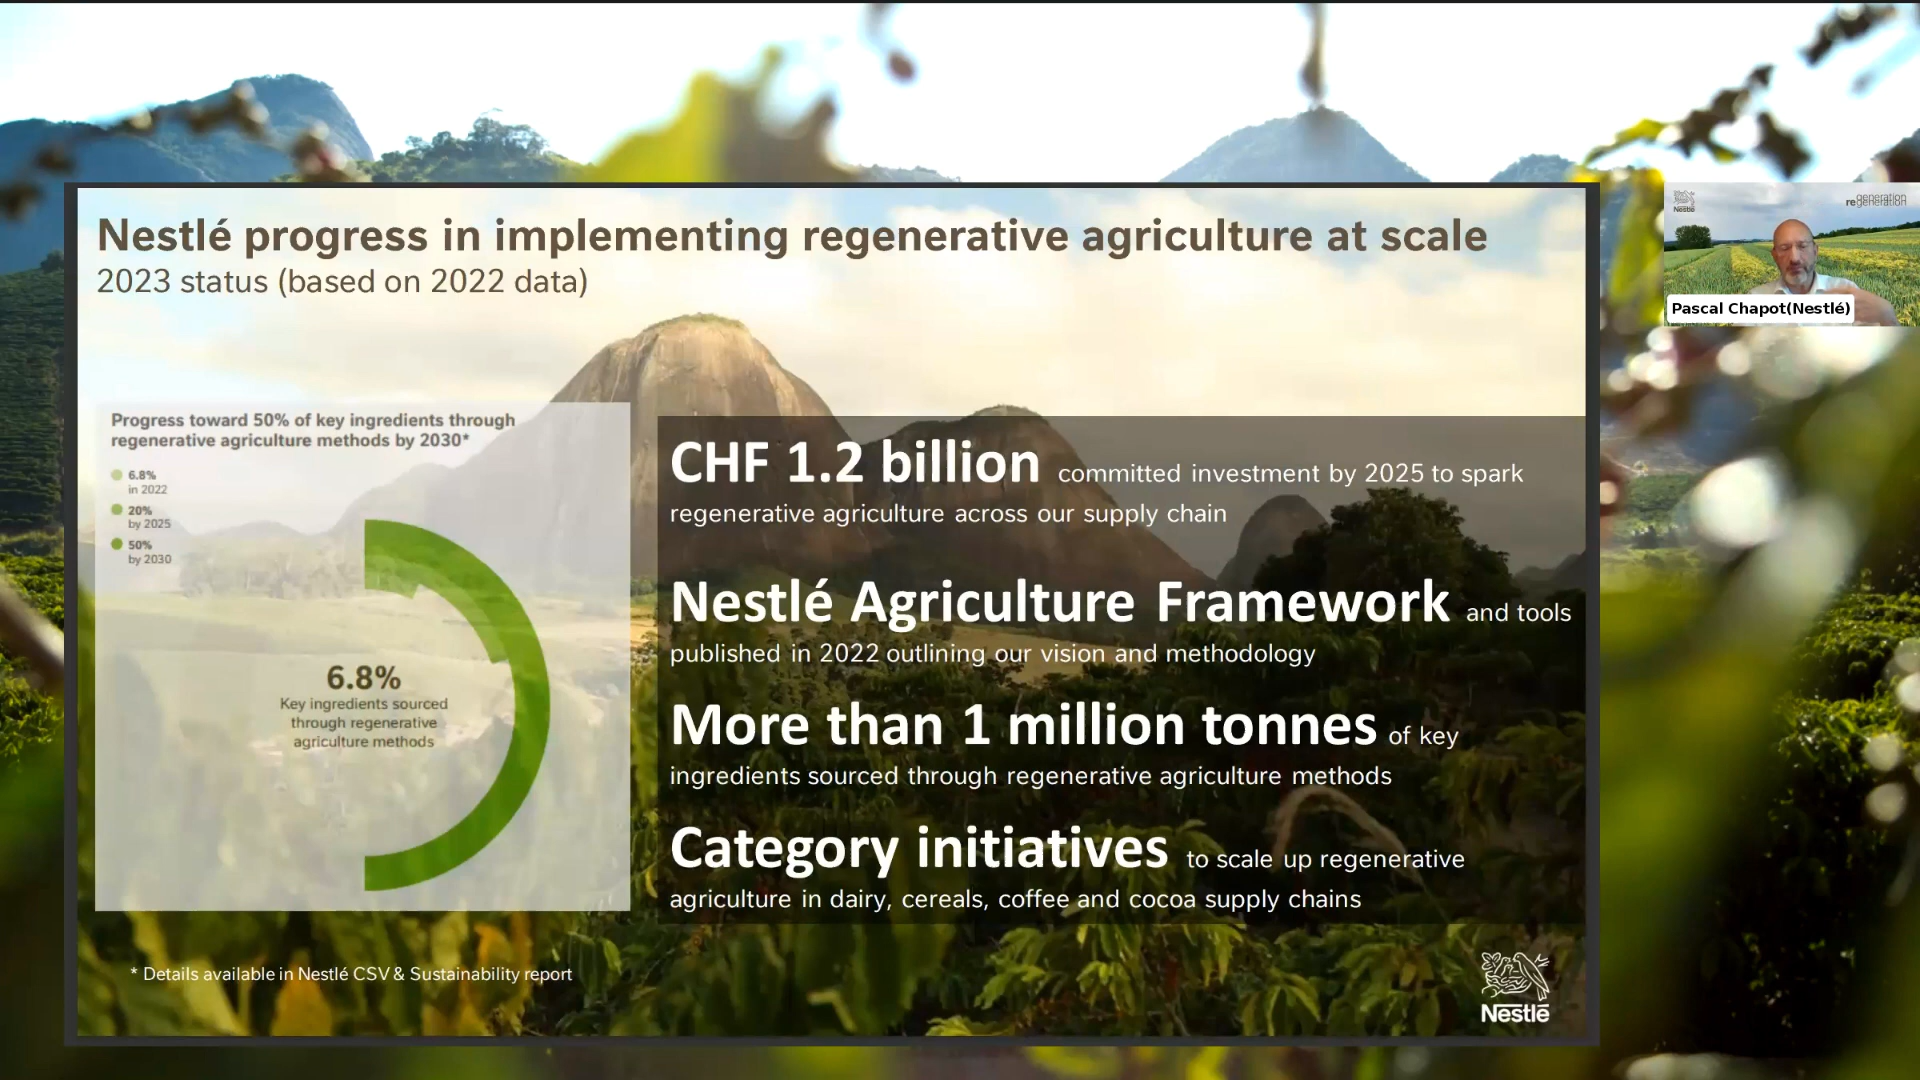 Nestlé progress in implementing regenerative agriculture at scale
2023 status (based on 2022 data)
Progress toward 50% of key ingredients through
regenerative agriculture methods by 2030*
6.8%
in 2022
20%
by 2025
50%
by 2030
6.8%
Key ingredients sourced
through regenerative
agriculture methods
CHF 1.2 billion committed investment by 2025 to spark
regenerative agriculture across our supply chain
Nestlé Agriculture Framework and tools
published in 2022 outlining our vision and methodology
More than 1 million tonnes of key
ingredients sourced through regenerative agriculture methods
Category initiatives to scale up regenerative
agriculture in dairy, cereals, coffee and cocoa supply chains
* Details available in Nestlé CSV & Sustainability report
Nestlé
Nestlé
generation
regeneration
Pascal Chapot(Nestlé)